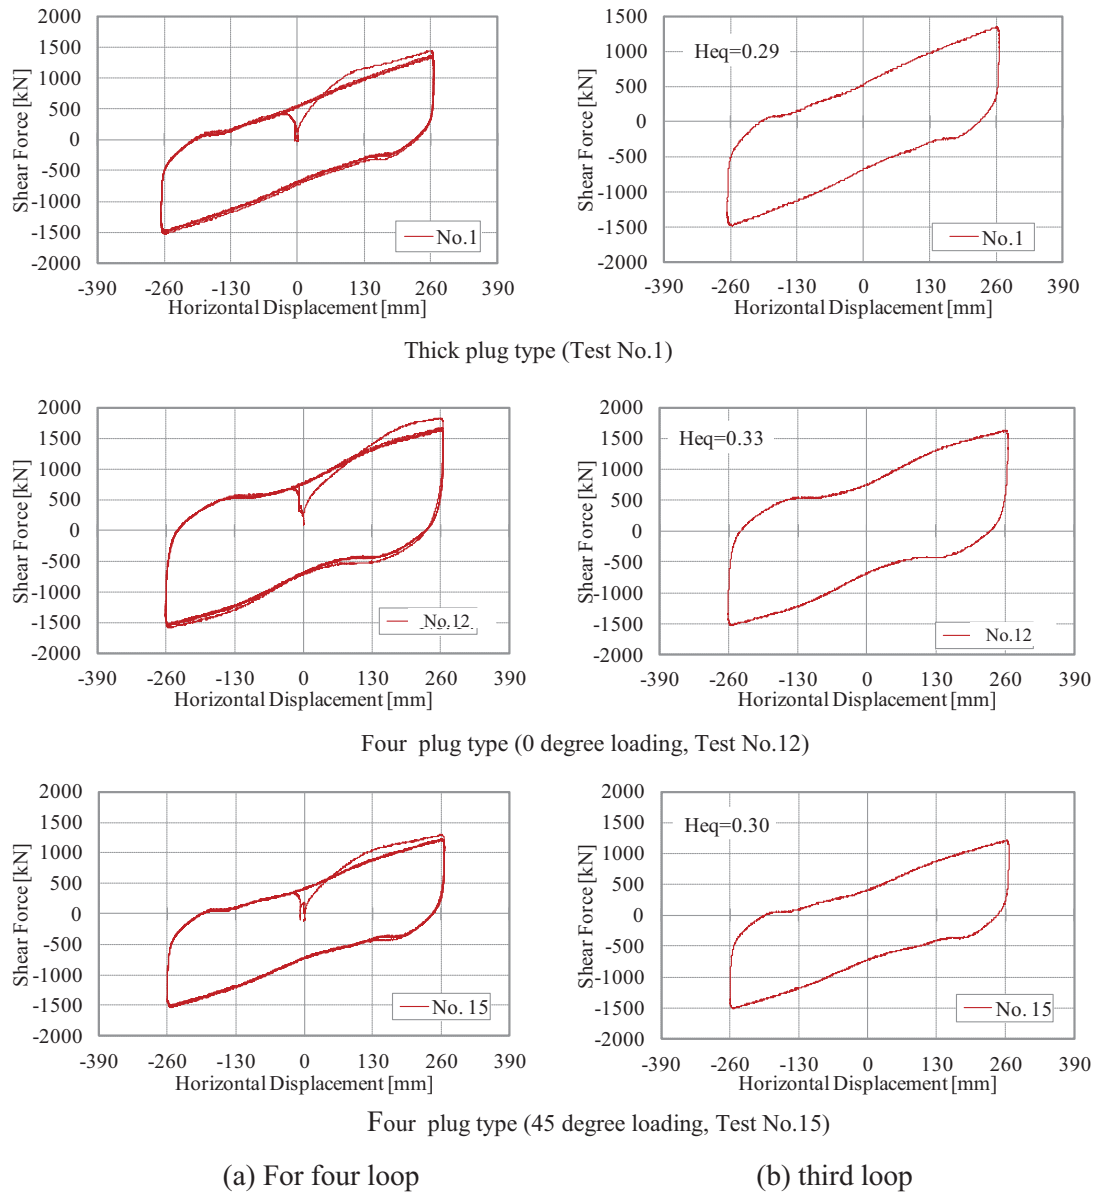 2000
1500
1000
500
0
-500
-1000
-1500
-2000
Shear Force [kN]
No.1
-390 -260 -130 0 130 260 390
Horizontal Displacement [mm]
1500
1000
500
0
-500
-1000
-1500
-2000
Shear Force [kN]
Heq=0.29
No.1
-390 -260 -130 0 130 260 390
Horizontal Displacement [mm]
Thick plug type (Test No.1)
2000
1500
1000
500
0
-500
-1000
-1500
-2000
Shear Force [kN]
No.12
-390 -260 -130 0 130 260 390
Horizontal Displacement [mm]
2000
1500
1000
500
0
-500
-1000
-1500
-2000
Shear Force [kN]
Heq=0.33
No.12
-390 -260 -130 0 130 260 390
Horizontal Displacement [mm]
Four plug type (0 degree loading, Test No.12)
2000
1500
1000
500
0
-500
-1000
-1500
-2000
Shear Force [kN]
No. 15
-390 -260 -130 0 130 260 390
Horizontal Displacement [mm]
2000
1500
1000
500
0
-500
-1000
-1500
-2000
Shear Force [kN]
Heq=0.30
No. 15
-390 -260 -130 0 130 260 390
Horizontal Displacement [mm]
Four plug type (45 degree loading, Test No.15)
(a) For four loop
(b) third loop